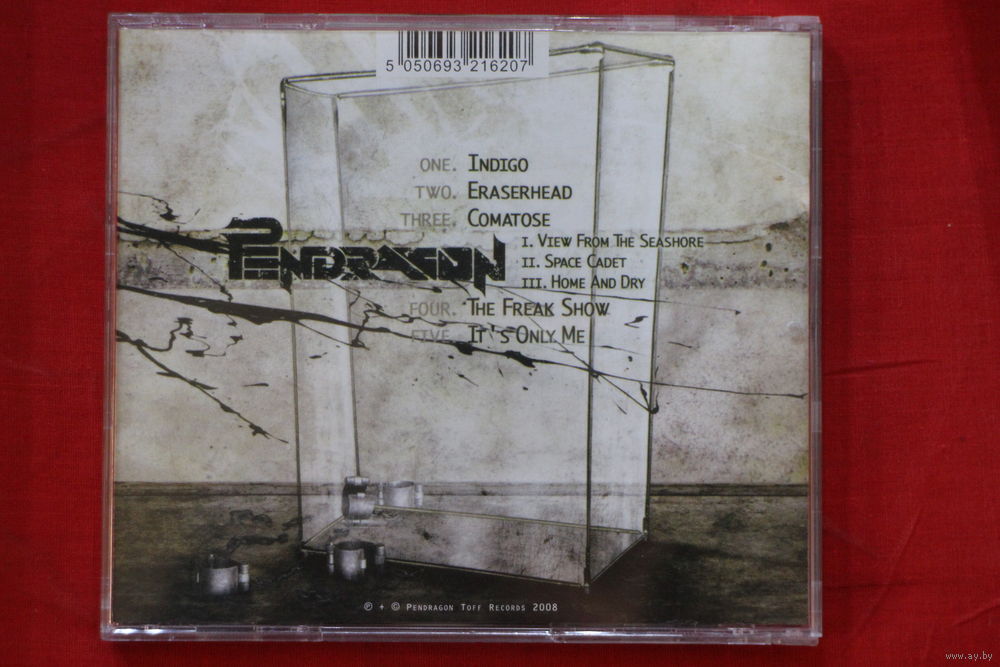 5 050693 216207
ONE. INDIGO
TWO. ERASERHEAD
THREE. COMATOSE
I. VIEW FROM THE SEASHORE
PENDRAGON
II. SPACE CADET
III. HOME AND DRY
FOUR. THE FREAK SHOW
FIVE. IT'S ONLY ME
℗ + © PENDRAGON TOFF RECORDS 2008
www.ay.by